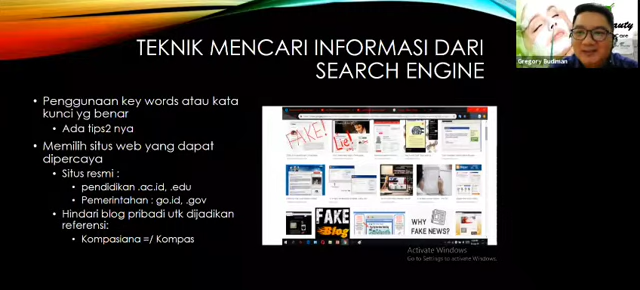 TEKNIK MENCARI INFORMASI DARI
SEARCH ENGINE
Gregory Budiman
• Penggunaan key words atau kata
kunci yg benar
• Ada tips2 nya
• Memilih situs web yang dapat
dipercaya
• Situs resmi :
• pendidikan .ac.id, .edu
• Pemerintahan : go.id, .gov
• Hindari blog pribadi utk dijadikan
referensi:
• Kompasiana =/ Kompas
FAKE!
Lie!
FAKE
Blog
WHY
FAKE NEWS?
Activate Windows
Go to Settings to activate Windows.